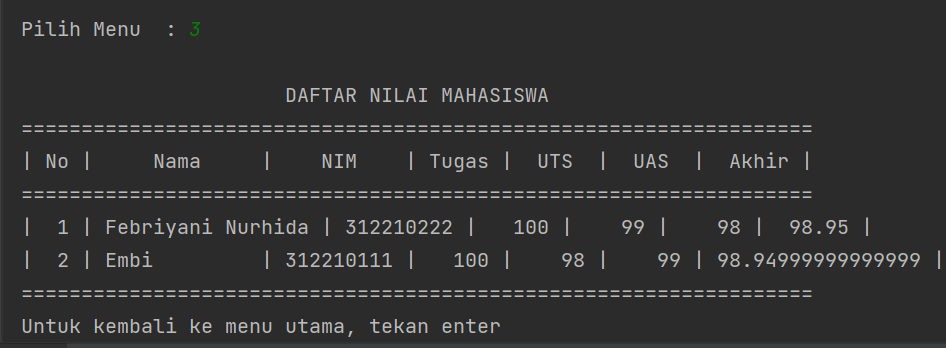 Pilih Menu  : 3
DAFTAR NILAI MAHASISWA
==================================================================
| No |     Nama     |    NIM    | Tugas |  UTS  |  UAS  |  Akhir |
==================================================================
|  1 | Febriyani Nurhida | 312210222 |   100 |    99 |    98 |  98.95 |
|  2 | Embi         | 312210111 |   100 |    98 |    99 | 98.94999999999999 |
==================================================================
Untuk kembali ke menu utama, tekan enter